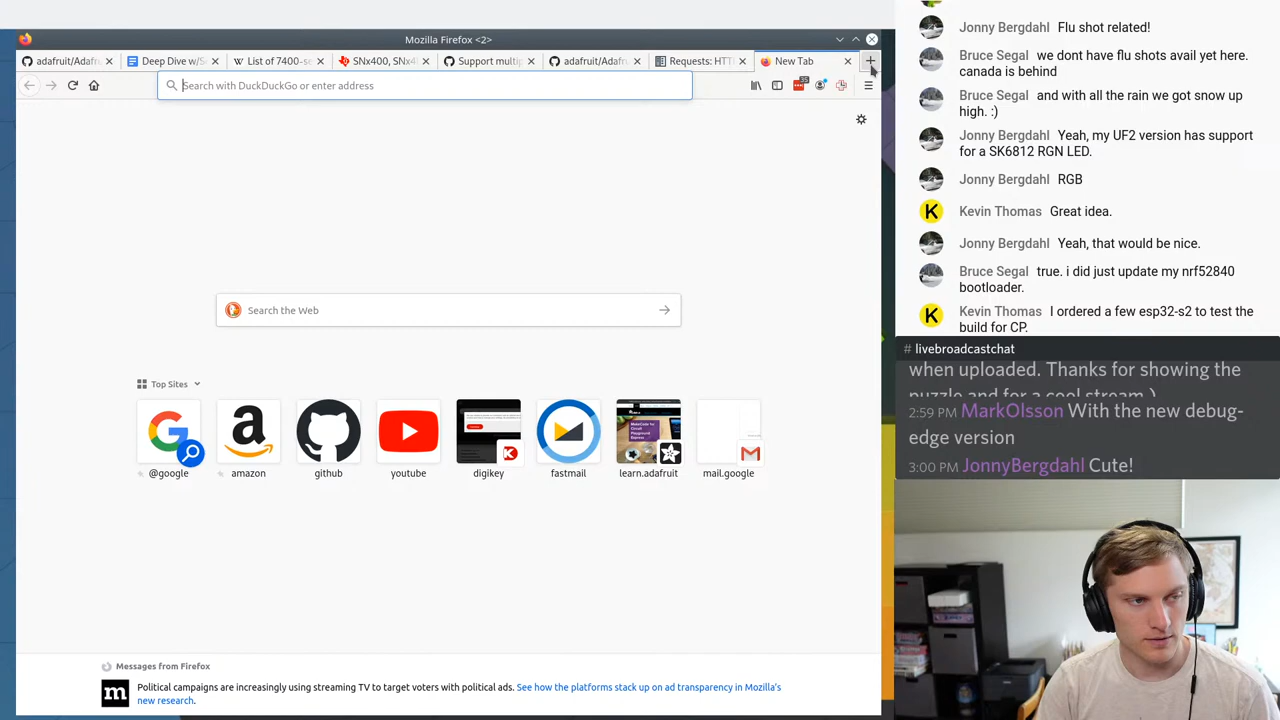 Mozilla Firefox <2>
adafruit/Adafru
Deep Dive w/Sc
List of 7400-se
SNx400, SNx4
Support multip
adafruit/Adafru
Requests: HTT
New Tab
Search with DuckDuckGo or enter address
Search the Web
Top Sites
@google
amazon
github
youtube
digikey
fastmail
learn.adafruit
mail.google
Messages from Firefox
Political campaigns are increasingly using streaming TV to target voters with political ads. See how the platforms stack up on ad transparency in Mozilla's
new research.
Jonny Bergdahl Flu shot related!
Bruce Segal we dont have flu shots avail yet here.
canada is behind
Bruce Segal and with all the rain we got snow up
high. :)
Jonny Bergdahl Yeah, my UF2 version has support
for a SK6812 RGN LED.
Jonny Bergdahl RGB
K Kevin Thomas Great idea.
Jonny Bergdahl Yeah, that would be nice.
Bruce Segal true. i did just update my nrf52840
bootloader.
K Kevin Thomas I ordered a few esp32-s2 to test the
build for CP.
# livebroadcastchat
when uploaded. Thanks for showing the
puzzle and for a cool stream :)
2:59 PM MarkOlsson With the new debug-
edge version
3:00 PM JonnyBergdahl Cute!